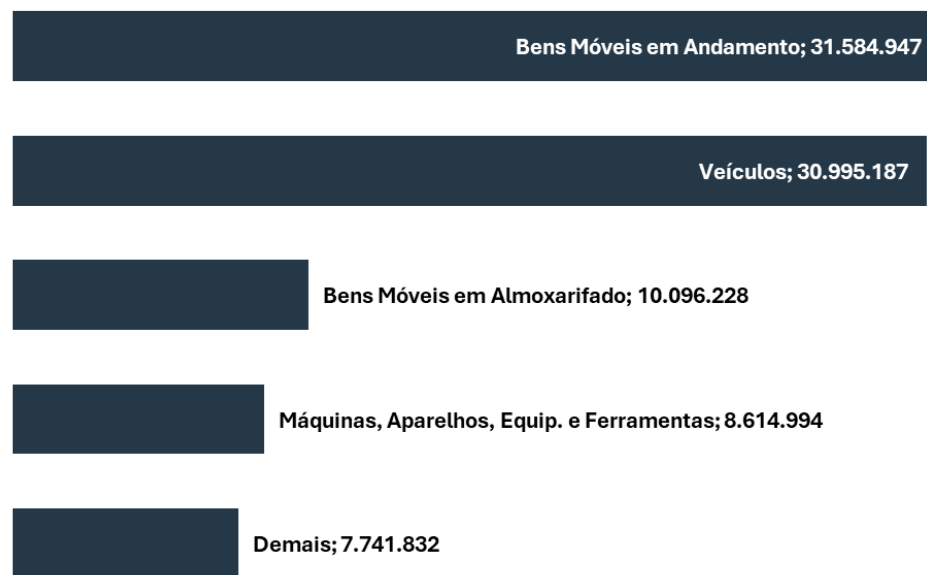 Bens Móveis em Andamento; 31.584.947
Veículos; 30.995.187
Bens Móveis em Almoxarifado; 10.096.228
Máquinas, Aparelhos, Equip. e Ferramentas; 8.614.994
Demais; 7.741.832